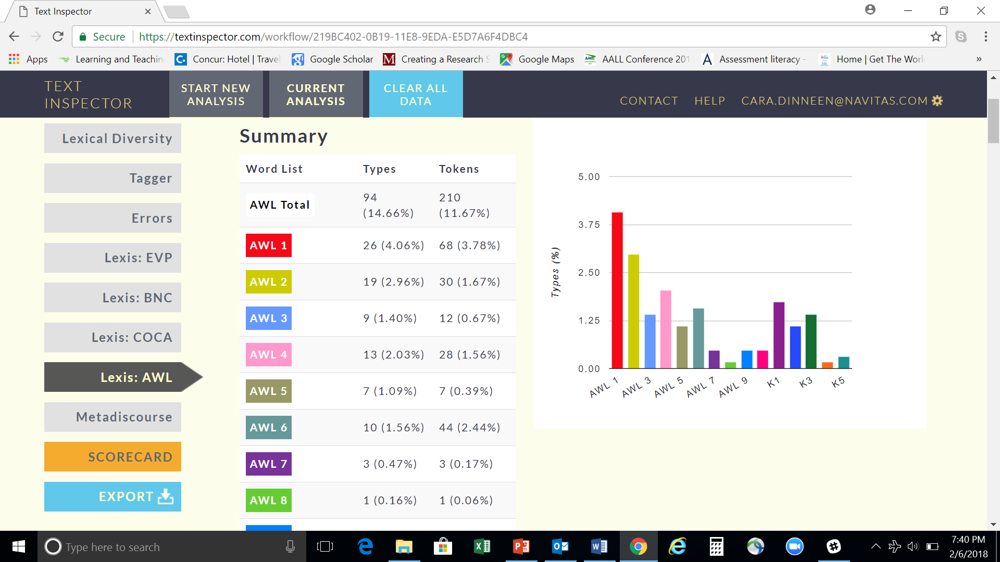 Text Inspector
Secure
https://textinspector.com/workflow/219BC402-0B19-11E8-9EDA-E5D7A6F4DBC4
Apps
Learning and Teachin
Concur: Hotel | Travel
Google Scholar
Creating a Research S
Google Maps
AALL Conference 201
Assessment literacy -
Home | Get The Worl
»
TEXT
INSPECTOR
START NEW
ANALYSIS
CURRENT
ANALYSIS
CLEAR ALL
DATA
CONTACT
HELP
CARA.DINNEEN@NAVITAS.COM
Lexical Diversity
Tagger
Errors
Lexis: EVP
Lexis: BNC
Lexis: COCA
Lexis: AWL
Metadiscourse
SCORECARD
EXPORT
Summary
Word List Types Tokens
AWL Total 94 (14.66%) 210 (11.67%)
AWL 1 26 (4.06%) 68 (3.78%)
AWL 2 19 (2.96%) 30 (1.67%)
AWL 3 9 (1.40%) 12 (0.67%)
AWL 4 13 (2.03%) 28 (1.56%)
AWL 5 7 (1.09%) 7 (0.39%)
AWL 6 10 (1.56%) 44 (2.44%)
AWL 7 3 (0.47%) 3 (0.17%)
AWL 8 1 (0.16%) 1 (0.06%)
Types (%)
5.00
3.75
2.50
1.25
0.00
AWL 1 AWL 3 AWL 5 AWL 7 AWL 9 K1 K3 K5
Type here to search
7:40 PM
2/6/2018